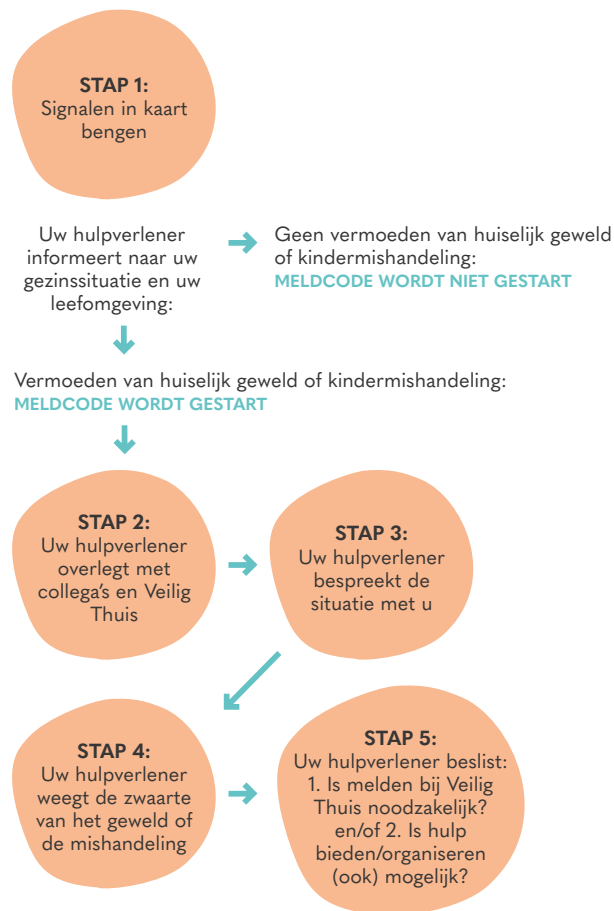 STAP 1:
Signalen in kaart
bengen
Uw hulpverlener
informeert naar uw
gezinssituatie en uw
leefomgeving:
Geen vermoeden van huiselijk geweld
of kindermishandeling:
MELDCODE WORDT NIET GESTART
Vermoeden van huiselijk geweld of kindermishandeling:
MELDCODE WORDT GESTART
STAP 2:
Uw hulpverlener
overlegt met
collega's en Veilig
Thuis
STAP 3:
Uw hulpverlener
bespreekt de
situatie met u
STAP 4:
Uw hulpverlener
weegt de zwaarte
van het geweld of
de mishandeling
STAP 5:
Uw hulpverlener beslist:
1. Is melden bij Veilig
Thuis noodzakelijk?
en/of 2. Is hulp
bieden/organiseren
(ook) mogelijk?